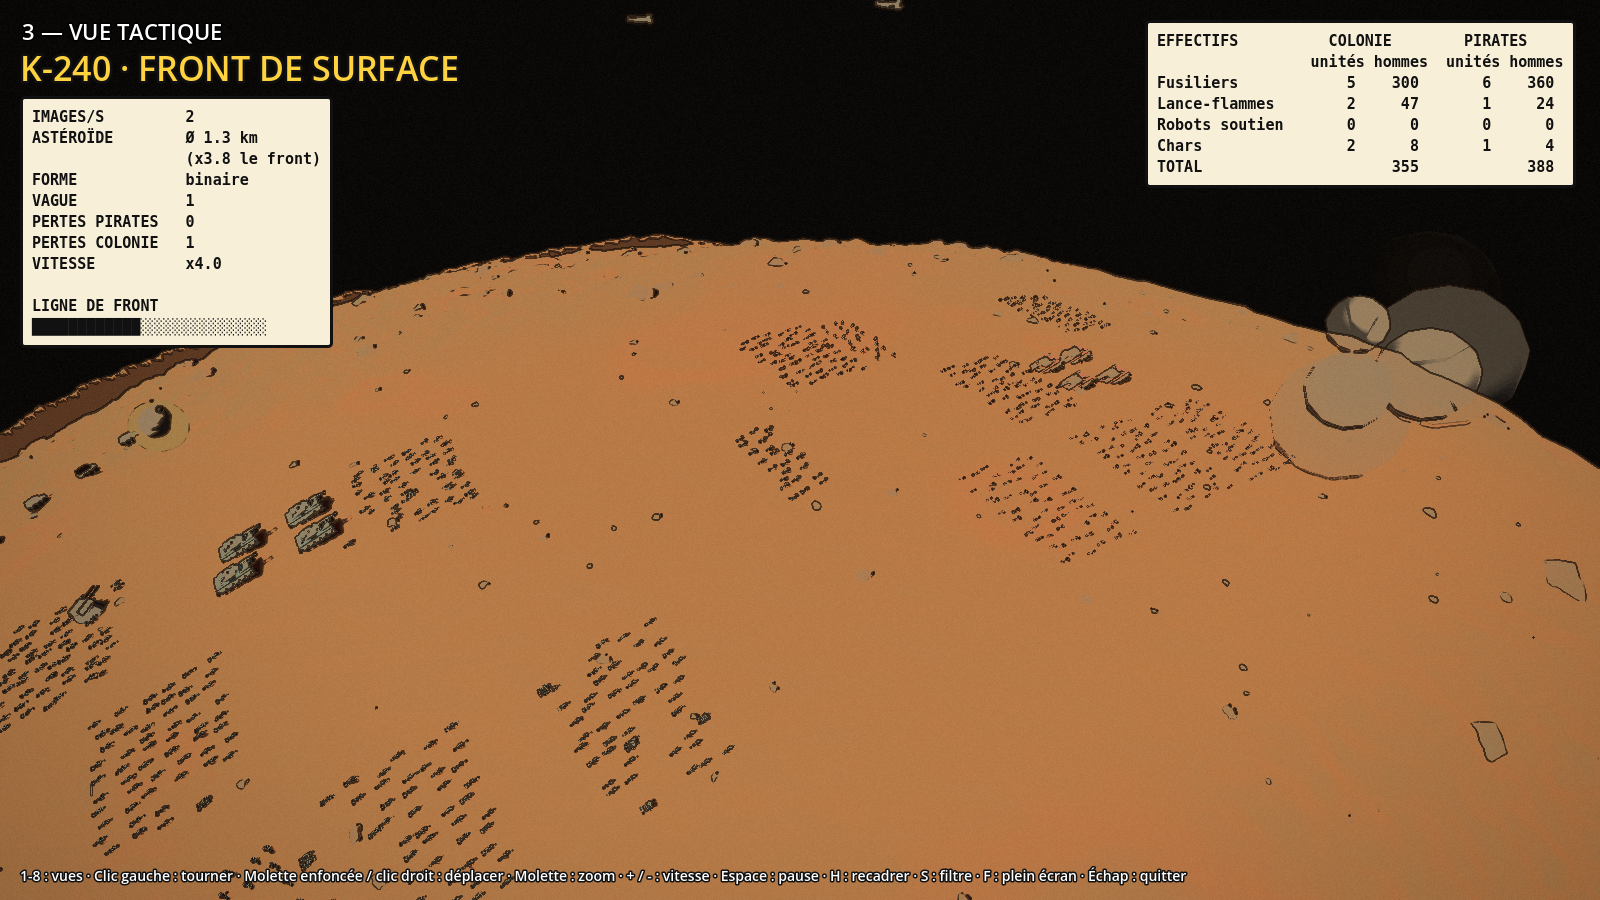 3 — VUE TACTIQUE
K-240 · FRONT DE SURFACE
IMAGES/S 2
ASTÉROÏDE Ø 1.3 km
(x3.8 le front)
FORME binaire
VAGUE 1
PERTES PIRATES 0
PERTES COLONIE 1
VITESSE x4.0
LIGNE DE FRONT
EFFECTIFS COLONIE PIRATES
unités hommes unités hommes
Fusiliers 5 300 6 360
Lance-flammes 2 47 1 24
Robots soutien 0 0 0 0
Chars 2 8 1 4
TOTAL 355 388
1-8 : vues · Clic gauche : tourner · Molette enfoncée / clic droit : déplacer · Molette : zoom · + / - : vitesse · Espace : pause · H : recadrer · S : filtre · F : plein écran · Échap : quitter